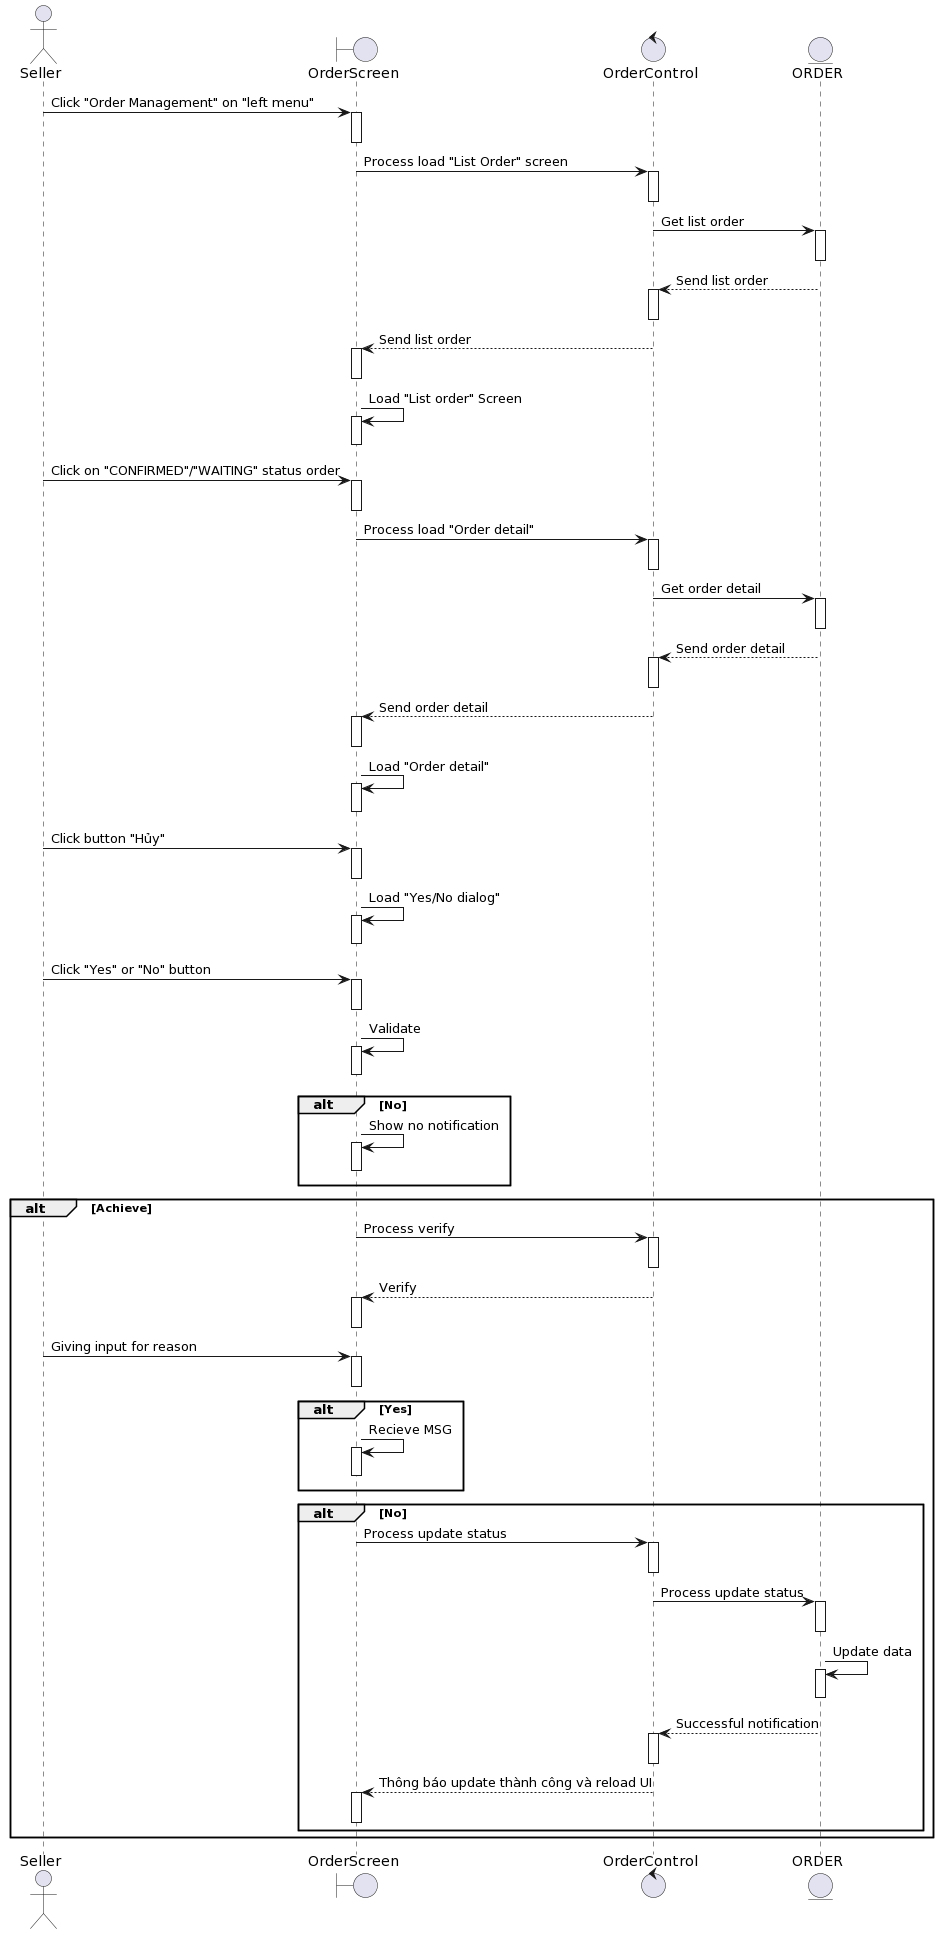 Seller
OrderScreen
OrderControl
ORDER
Click "Order Management" on "left menu"
Process load "List Order" screen
Get list order
Send list order
Send list order
Load "List order" Screen
Click on "CONFIRMED"/"WAITING" status order
Process load "Order detail"
Get order detail
Send order detail
Send order detail
Load "Order detail"
Click button "Hủy"
Load "Yes/No dialog"
Click "Yes" or "No" button
Validate
alt [No]
Show no notification
alt [Achieve]
Process verify
Verify
Giving input for reason
alt [Yes]
Recieve MSG
alt [No]
Process update status
Process update status
Update data
Successful notification
Thông báo update thành công và reload UI
Seller
OrderScreen
OrderControl
ORDER